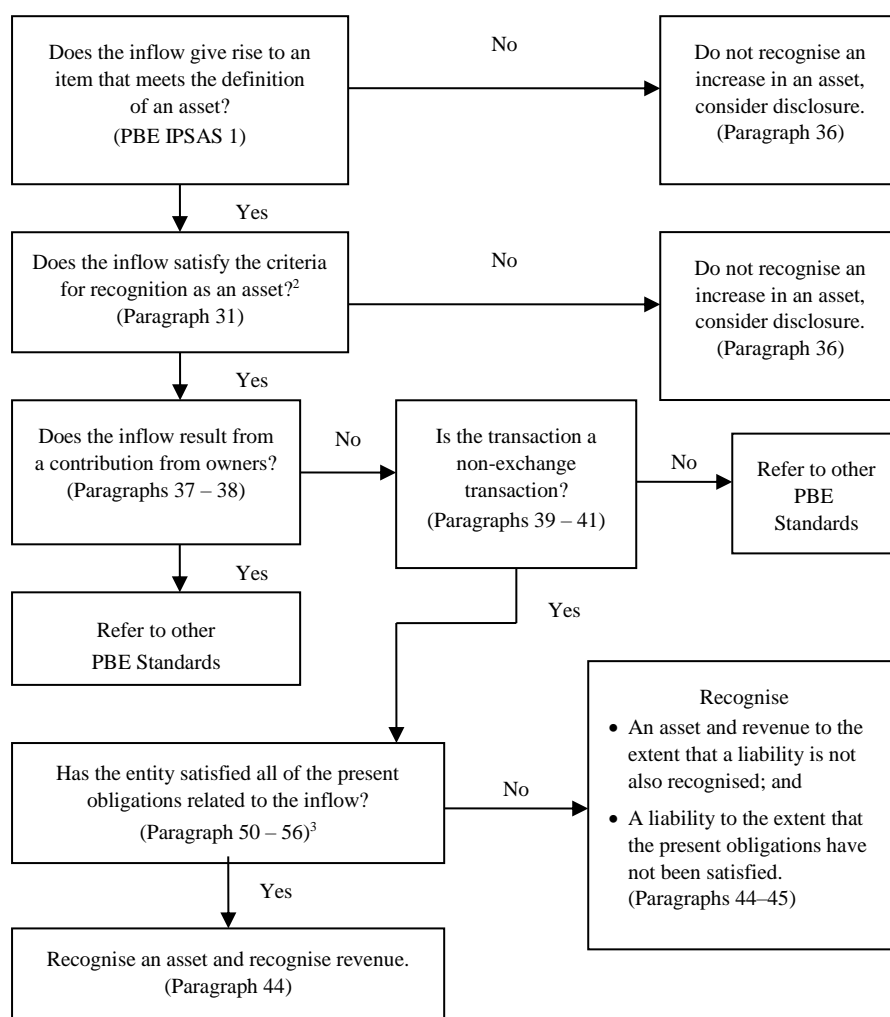 Does the inflow give rise to an
item that meets the definition
of an asset?
(PBE IPSAS 1)
No
Do not recognise an
increase in an asset,
consider disclosure.
(Paragraph 36)
Yes
Does the inflow satisfy the criteria
for recognition as an asset?2
(Paragraph 31)
No
Do not recognise an
increase in an asset,
consider disclosure.
(Paragraph 36)
Yes
Does the inflow result from
a contribution from owners?
(Paragraphs 37 – 38)
No
Is the transaction a
non-exchange
transaction?
(Paragraphs 39 – 41)
No
Refer to other
PBE
Standards
Yes
Refer to other
PBE Standards
Yes
Has the entity satisfied all of the present
obligations related to the inflow?
(Paragraph 50 – 56)3
No
Recognise
• An asset and revenue to the
extent that a liability is not
also recognised; and
• A liability to the extent that
the present obligations have
not been satisfied.
(Paragraphs 44–45)
Yes
Recognise an asset and recognise revenue.
(Paragraph 44)